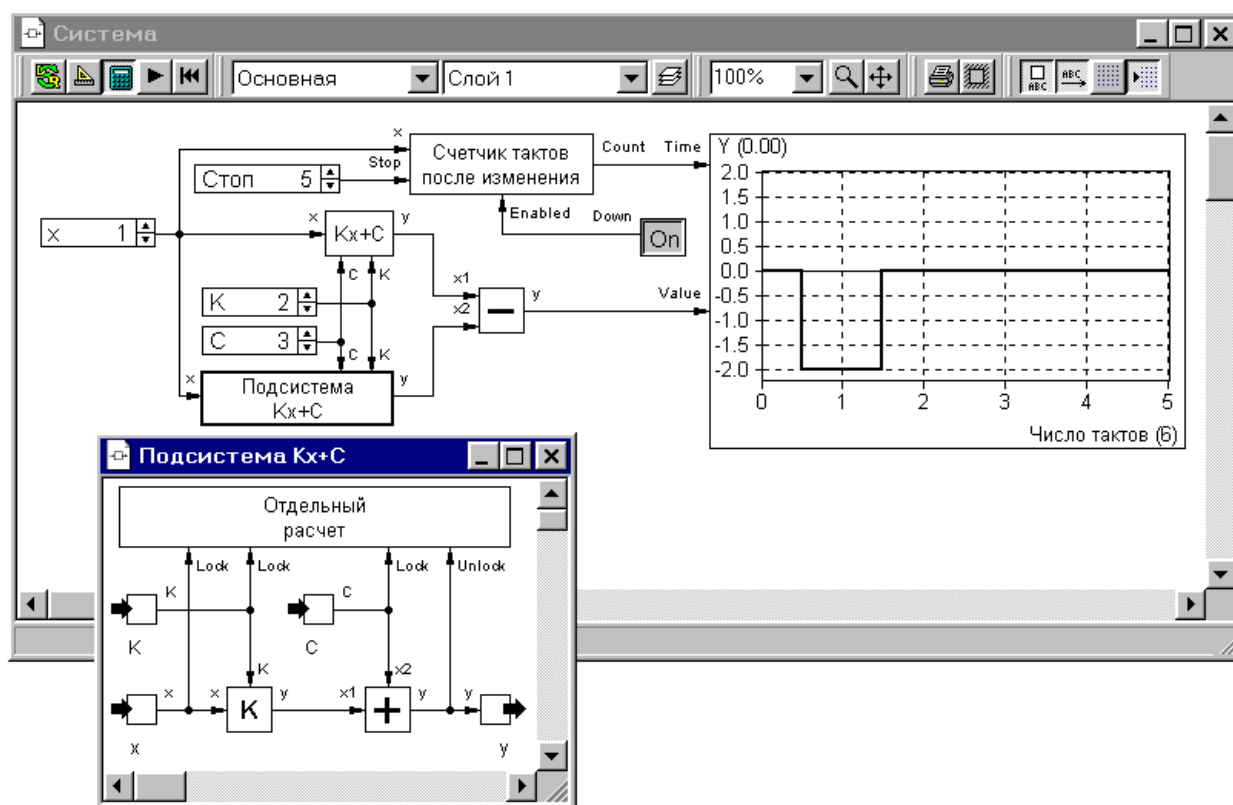 Система
Основная
Слой 1
100%
ABC
ABC
x
Счетчик тактов
после изменения
Stop
Стоп 5
Count
Time
Y (0.00)
2.0
1.5
1.0
0.5
0.0
-0.5
-1.0
-1.5
-2.0
0 1 2 3 4 5
Число тактов (6)
Enabled
Down
On
x 1
x
Kx+C
y
C
K
K 2
C 3
x1
x2
y
Value
C
K
x
Подсистема
Kx+C
y
Подсистема Kx+C
Отдельный
расчет
Lock
Lock
Lock
Unlock
K
C
K
C
K
x2
x
x
K
y
x1
y
y
x
y